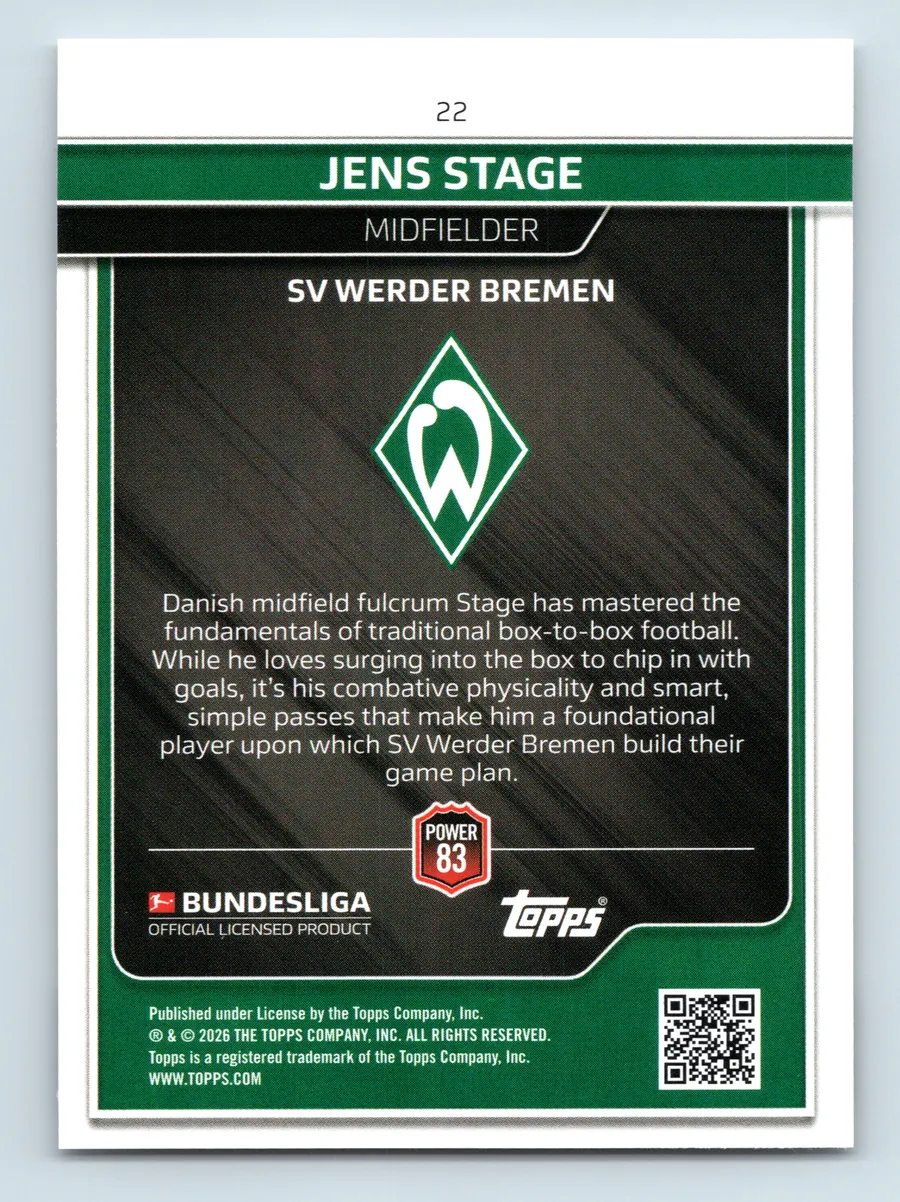 22
JENS STAGE
MIDFIELDER
SV WERDER BREMEN
W
Danish midfield fulcrum Stage has mastered the
fundamentals of traditional box-to-box football.
While he loves surging into the box to chip in with
goals, it's his combative physicality and smart,
simple passes that make him a foundational
player upon which SV Werder Bremen build their
game plan.
POWER
83
BUNDESLIGA
OFFICIAL LICENSED PRODUCT
topps®
Published under License by the Topps Company, Inc.
® & © 2026 THE TOPPS COMPANY, INC. ALL RIGHTS RESERVED.
Topps is a registered trademark of the Topps Company, Inc.
WWW.TOPPS.COM